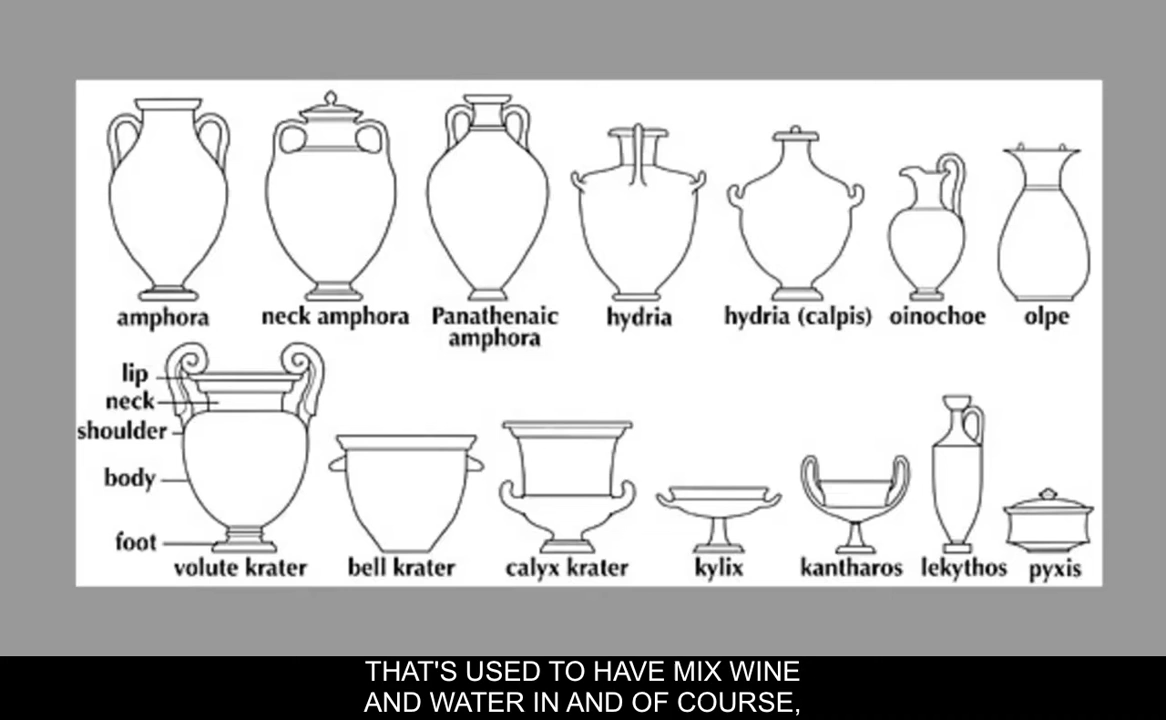 amphora
neck amphora
Panathenaic
amphora
hydria
hydria (calpis)
oinochoe
olpe
lip
neck
shoulder
body
foot
volute krater
bell krater
calyx krater
kylix
kantharos
lekythos
pyxis
THAT'S USED TO HAVE MIX WINE
AND WATER IN AND OF COURSE,